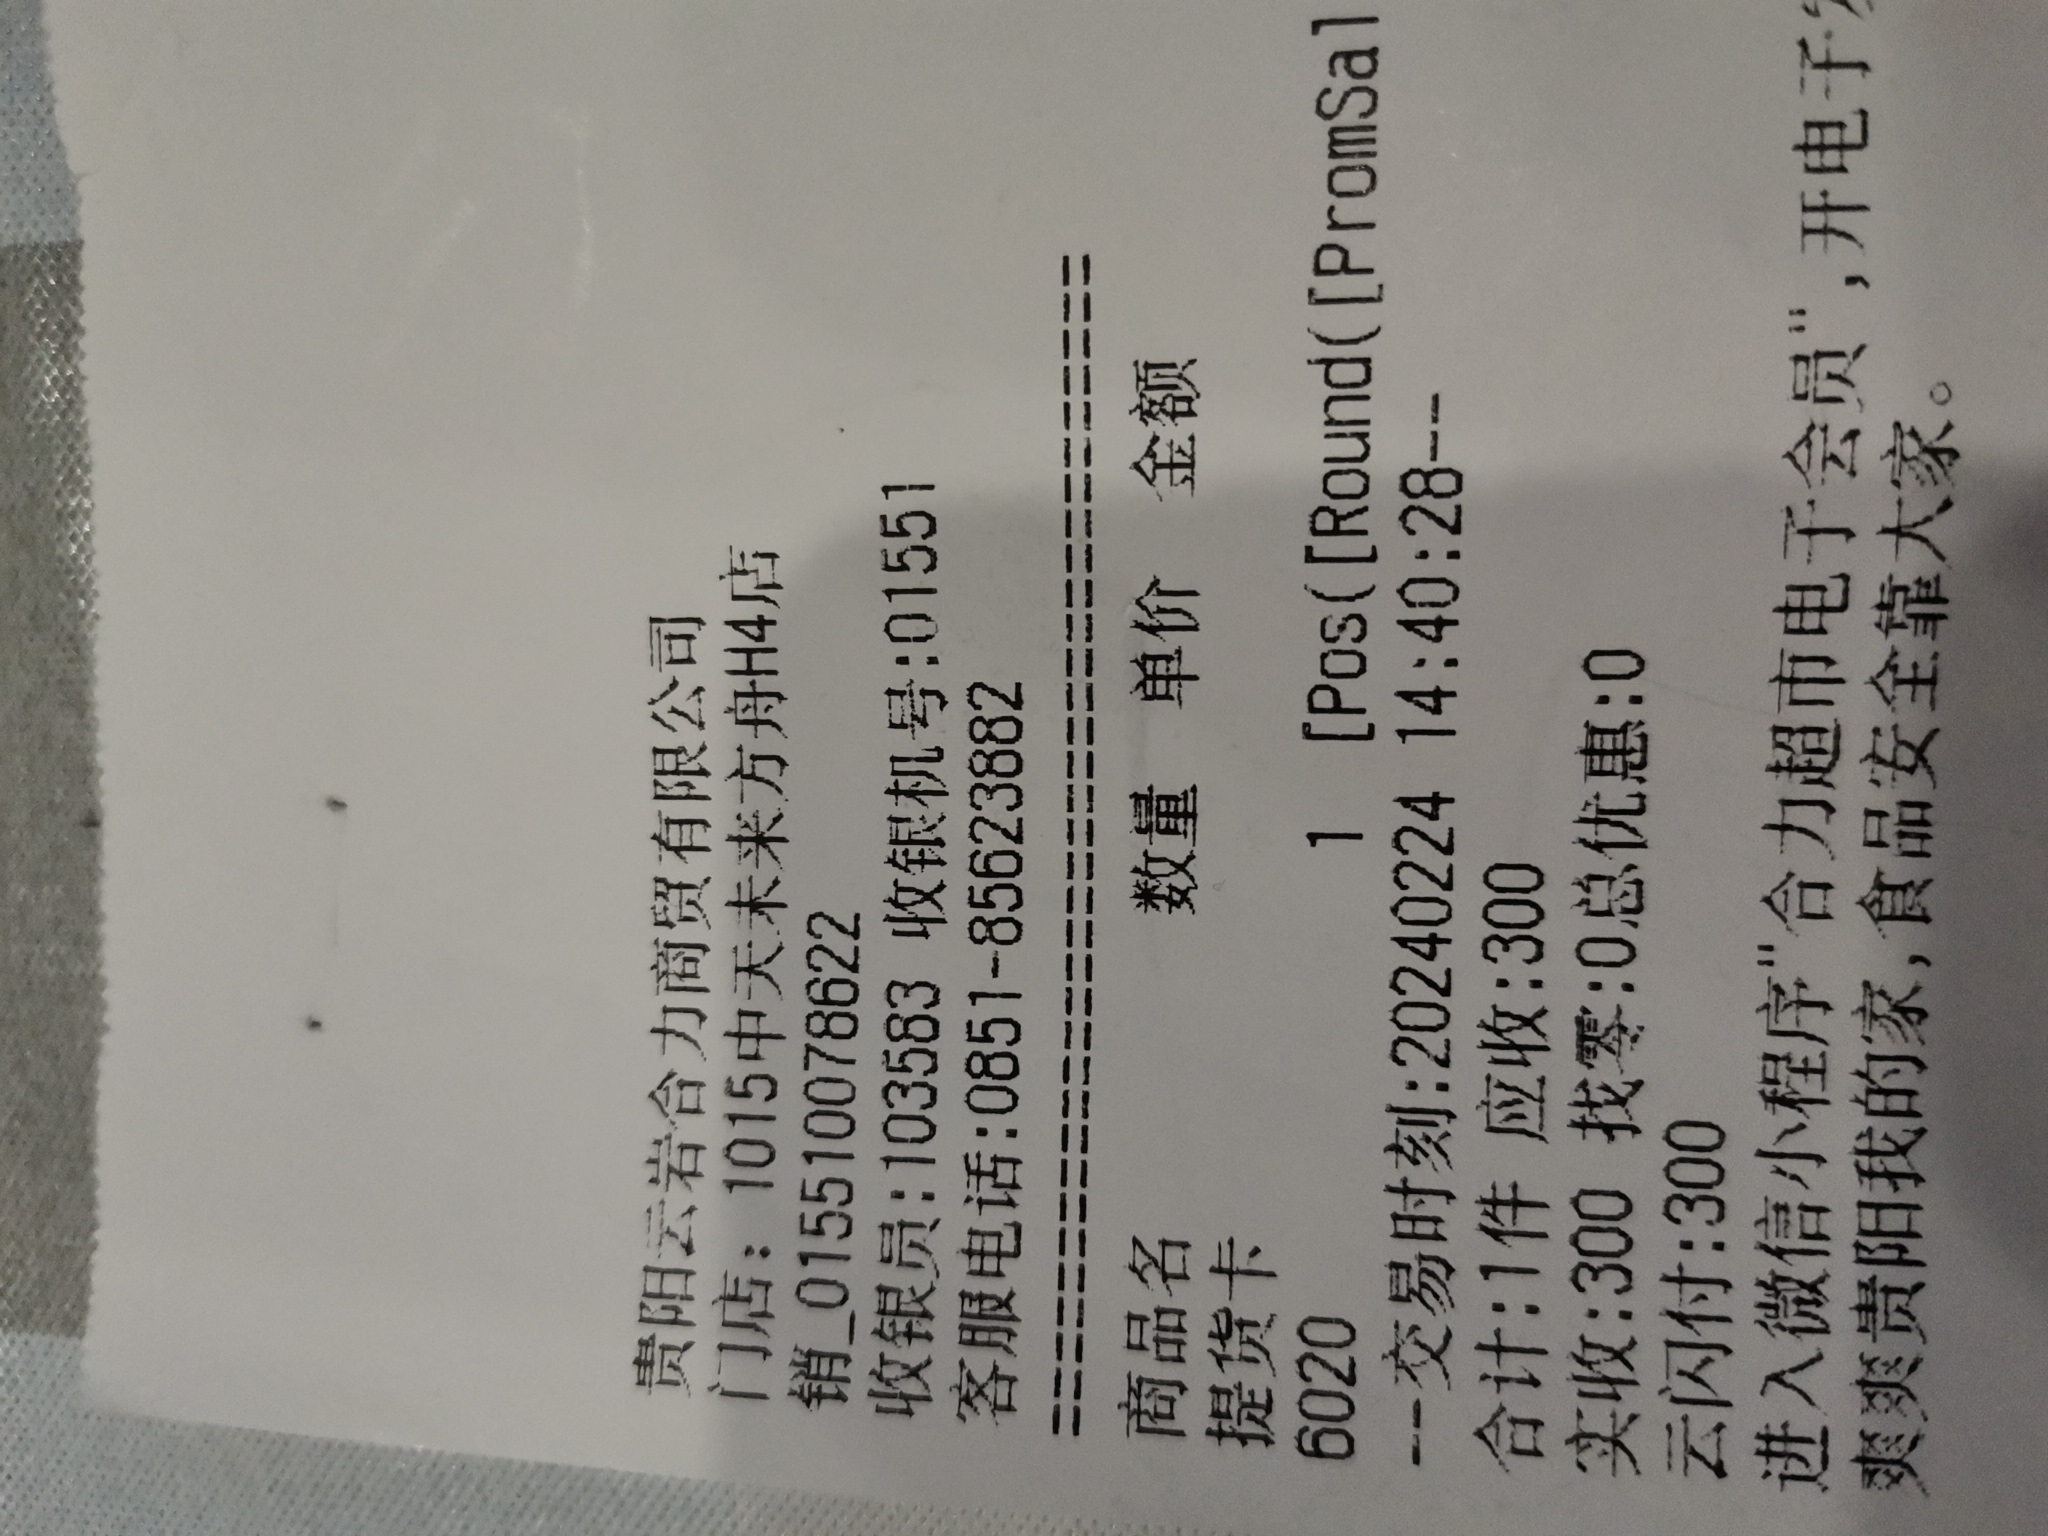 贵阳云岩合力商贸有限公司
门店: 1015中天未来方舟H4店
销_015510078622
收银员:103583 收银机号:01551
客服电话:0851-85623882
================================
商品名 数量 单价 金额
提货卡
6020 1 [Pos([Round([PromSal
--交易时刻:20240224 14:40:28--
合计:1件 应收:300
实收:300 找零:0总优惠:0
云闪付:300
进入微信小程序"合力超市电子会员",开电子
爽爽贵阳我的家,食品安全靠大家。